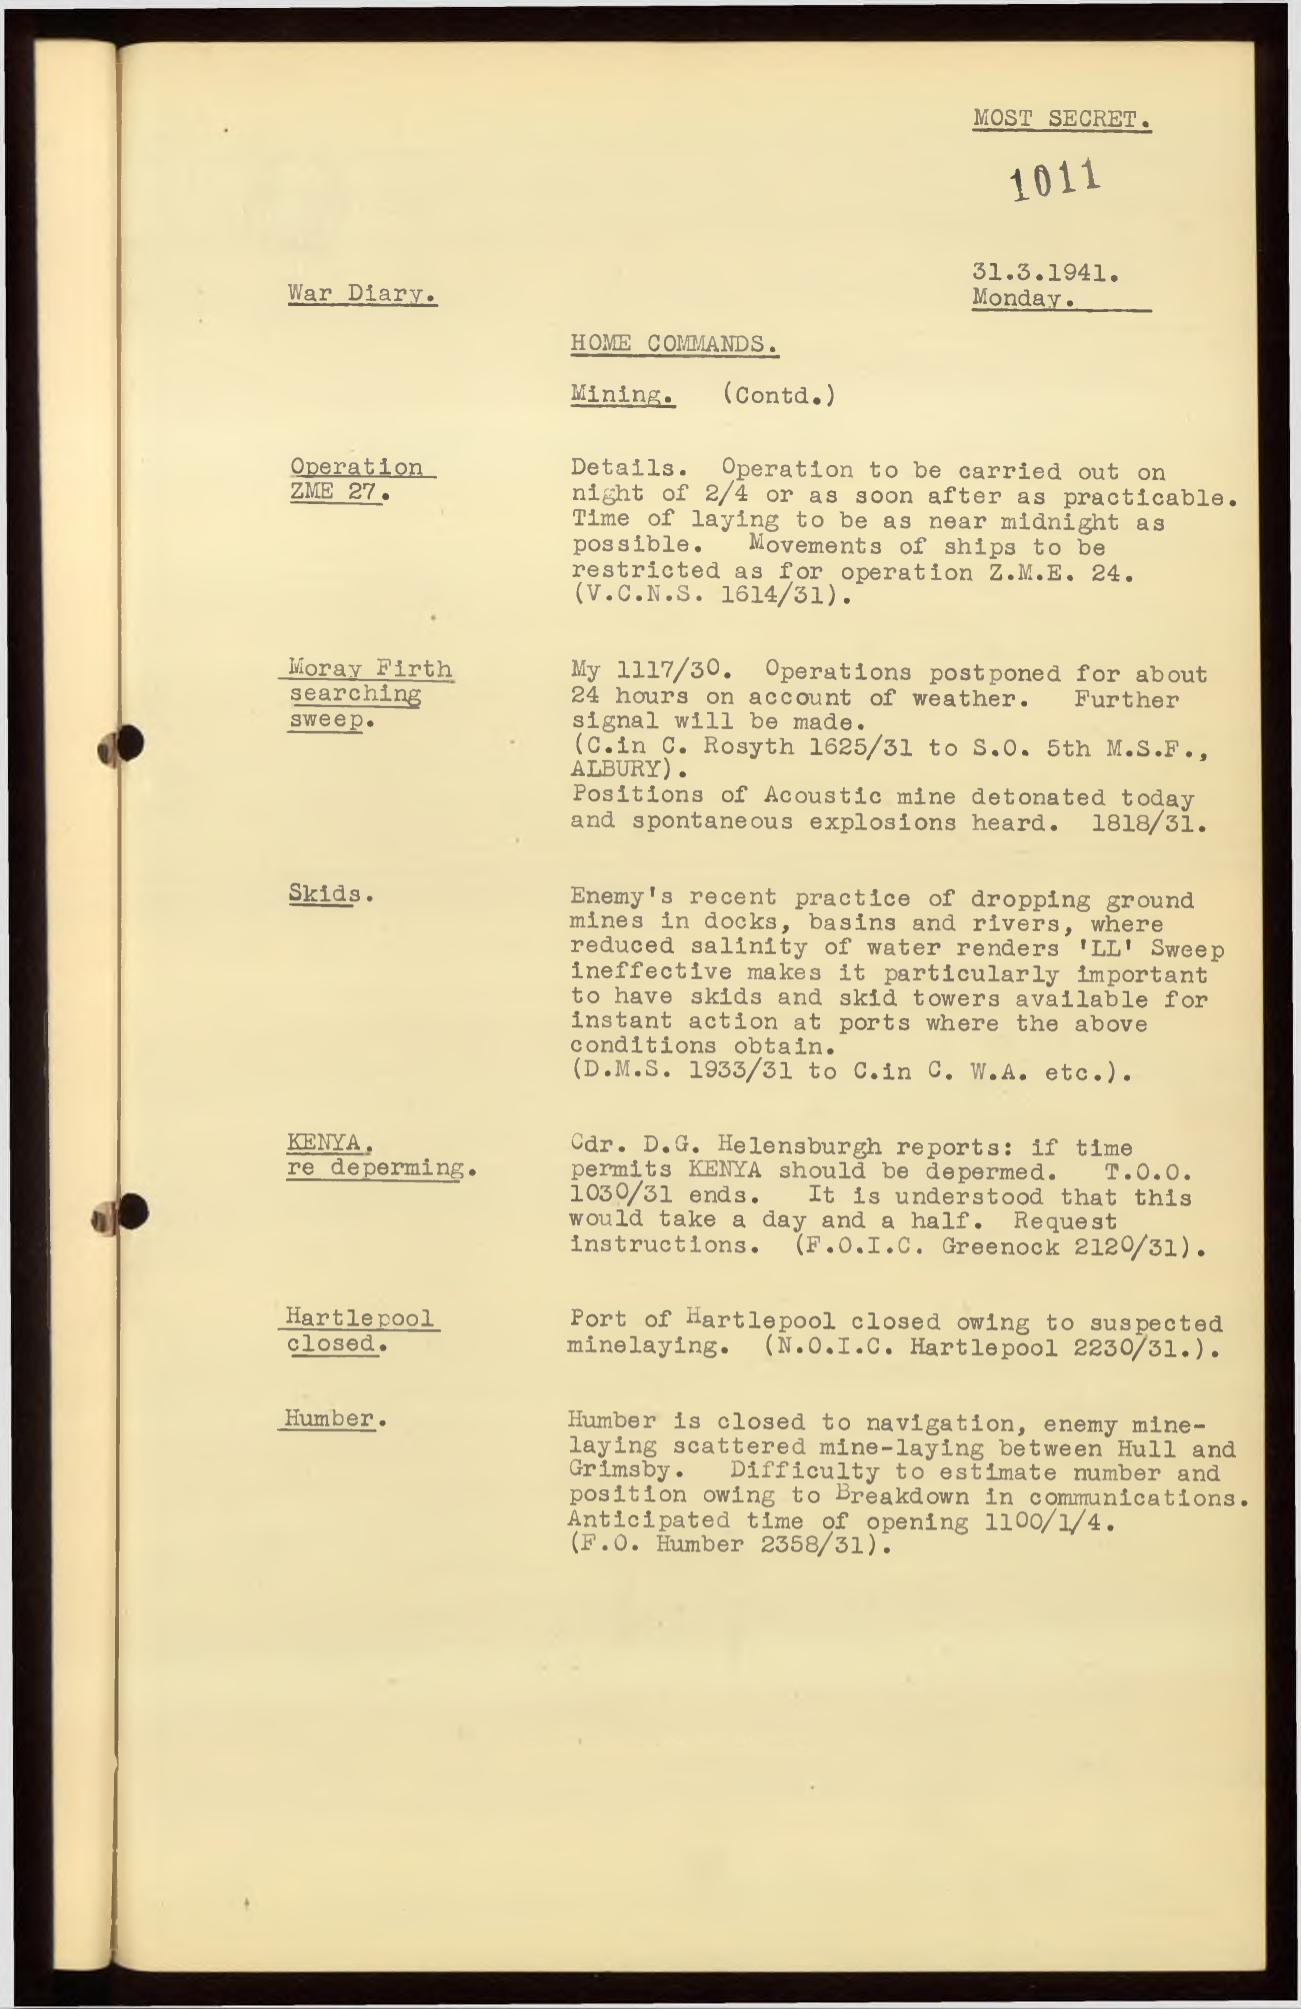 MOST SECRET.
1011
31.3.1941.
Monday.
War Diary.
HOME COMMANDS.
Mining. (Contd.)
Operation
ZME 27.
Details. Operation to be carried out on
night of 2/4 or as soon after as practicable.
Time of laying to be as near midnight as
possible. Movements of ships to be
restricted as for operation Z.M.E. 24.
(V.C.N.S. 1614/31).
Moray Firth
searching
sweep.
My 1117/30. Operations postponed for about
24 hours on account of weather. Further
signal will be made.
(C.in C. Rosyth 1625/31 to S.O. 5th M.S.F.,
ALBURY).
Positions of Acoustic mine detonated today
and spontaneous explosions heard. 1818/31.
Skids.
Enemy's recent practice of dropping ground
mines in docks, basins and rivers, where
reduced salinity of water renders 'LL' Sweep
ineffective makes it particularly important
to have skids and skid towers available for
instant action at ports where the above
conditions obtain.
(D.M.S. 1933/31 to C.in C. W.A. etc.).
KENYA.
re deperming.
Cdr. D.G. Helensburgh reports: if time
permits KENYA should be depermed. T.O.O.
1030/31 ends. It is understood that this
would take a day and a half. Request
instructions. (F.O.I.C. Greenock 2120/31).
Hartlepool
closed.
Port of Hartlepool closed owing to suspected
minelaying. (N.O.I.C. Hartlepool 2230/31.).
Humber.
Humber is closed to navigation, enemy mine-
laying scattered mine-laying between Hull and
Grimsby. Difficulty to estimate number and
position owing to Breakdown in communications.
Anticipated time of opening 1100/1/4.
(F.O. Humber 2358/31).